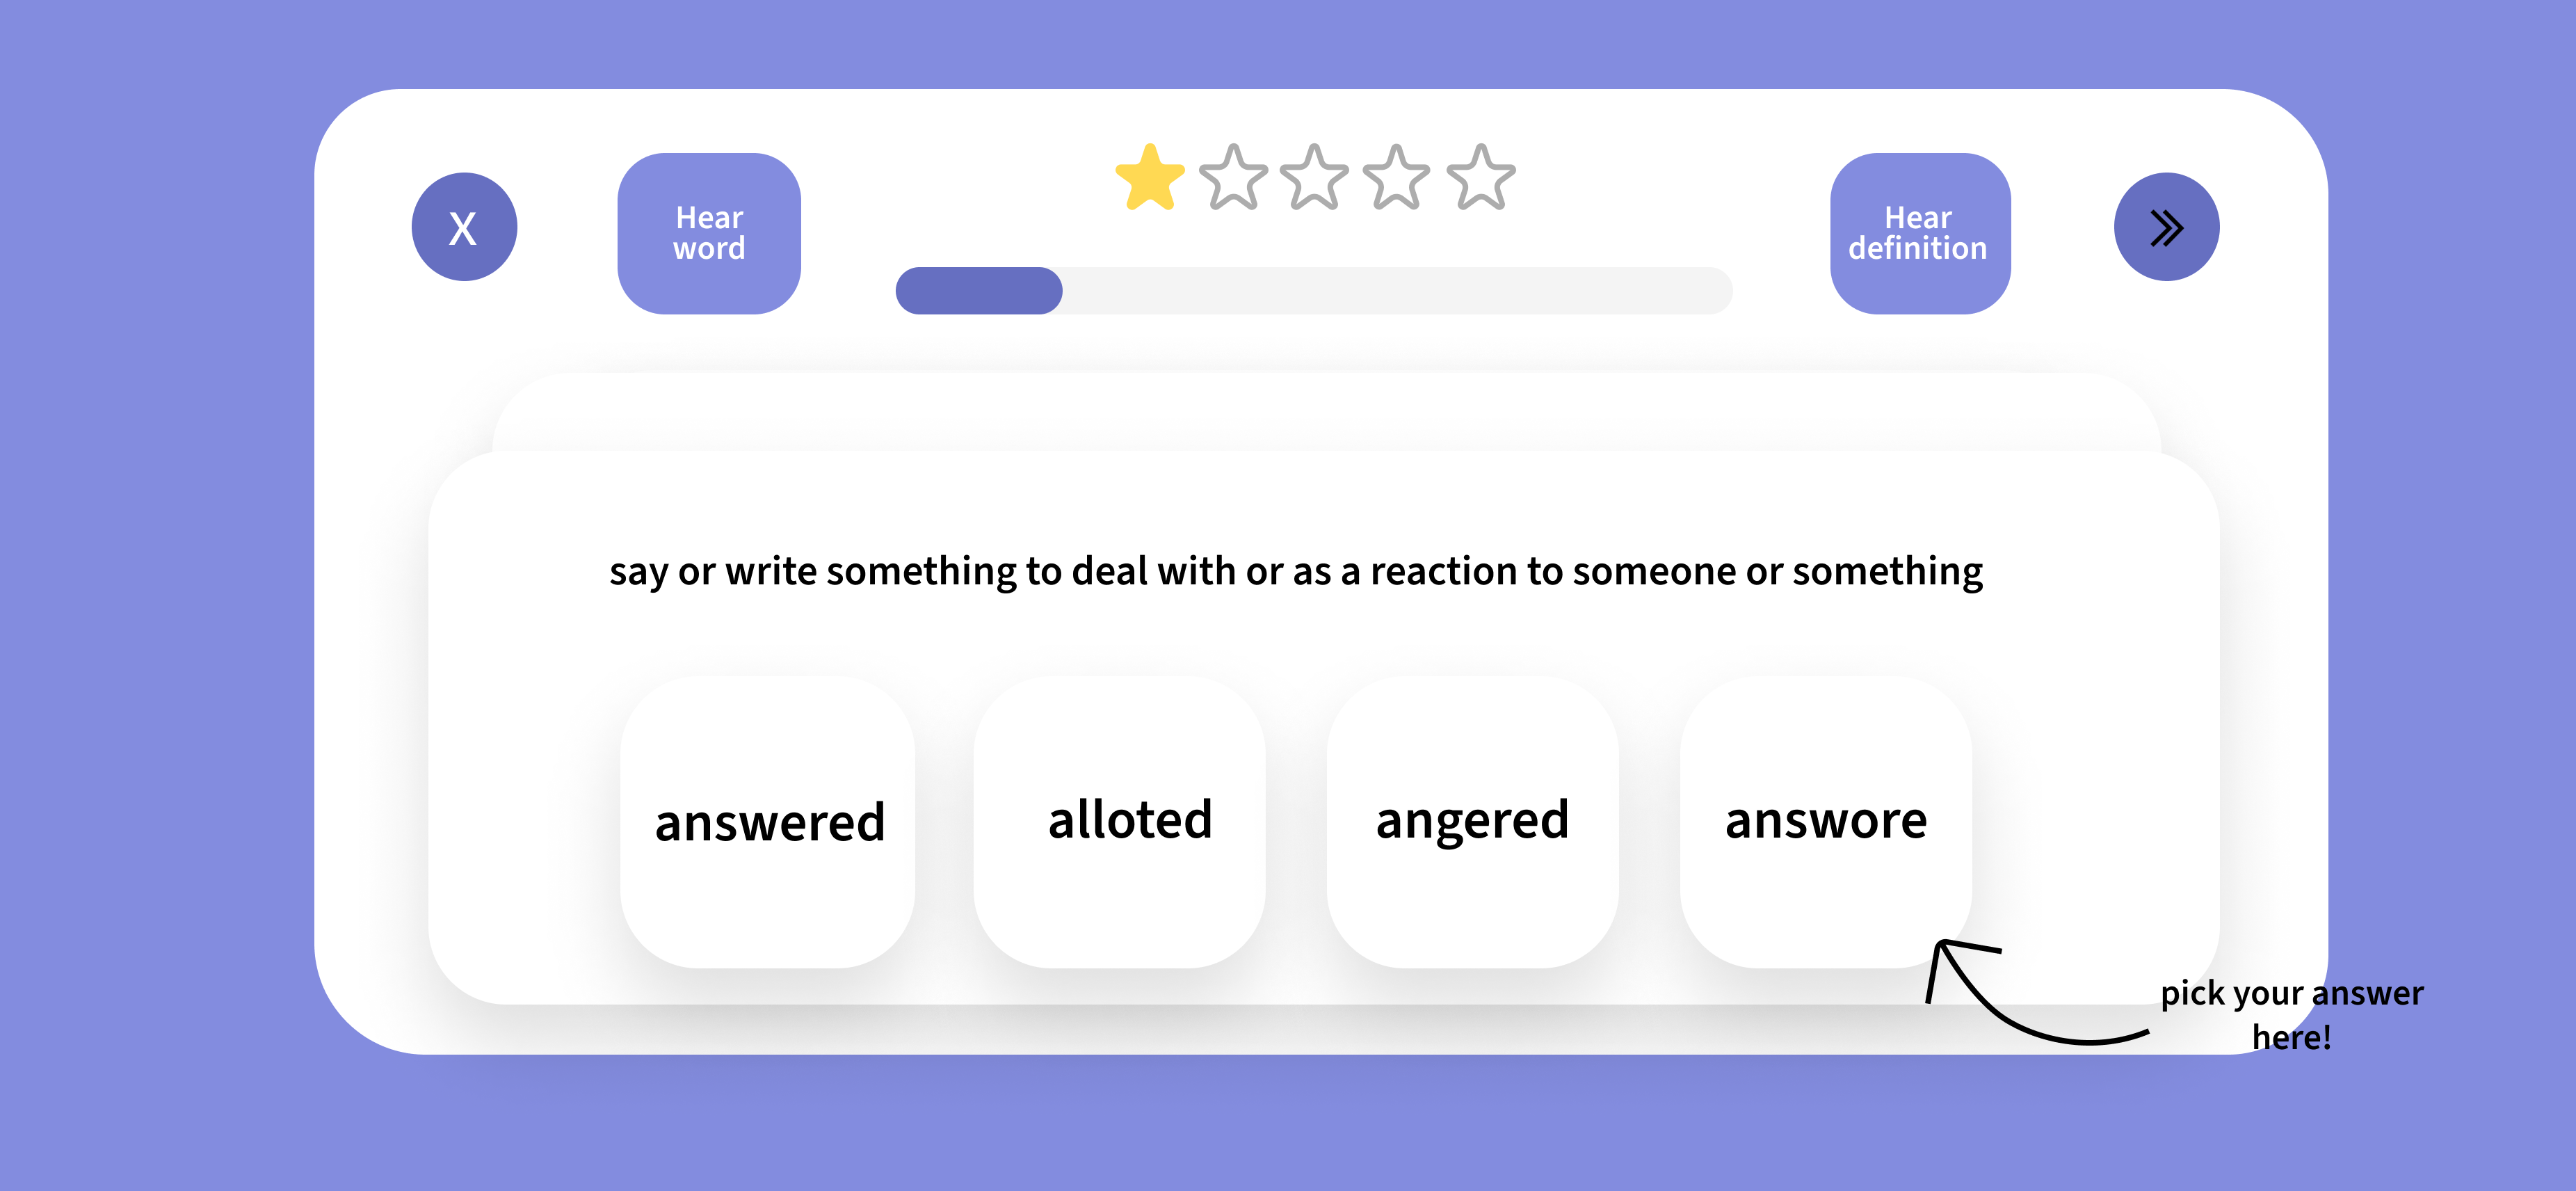 X
Hear
word
Hear
definition
say or write something to deal with or as a reaction to someone or something
answered
alloted
angered
answore
pick your answer
here!